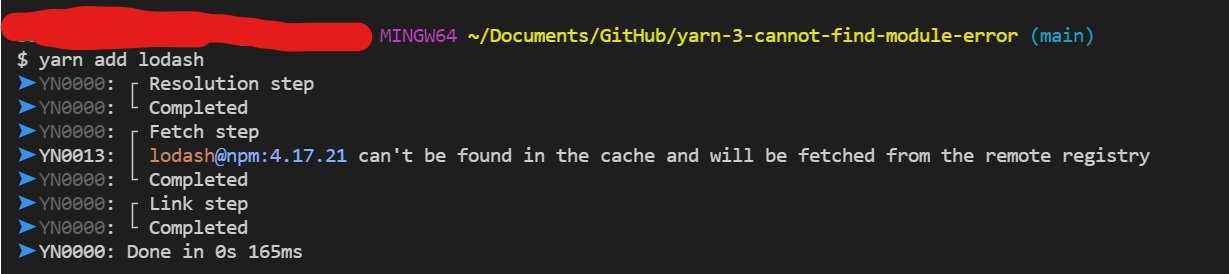 MINGW64 ~/Documents/GitHub/yarn-3-cannot-find-module-error (main)
$ yarn add lodash
➤ YN0000: ┌ Resolution step
➤ YN0000: └ Completed
➤ YN0000: ┌ Fetch step
➤ YN0013: │ lodash@npm:4.17.21 can't be found in the cache and will be fetched from the remote registry
➤ YN0000: └ Completed
➤ YN0000: ┌ Link step
➤ YN0000: └ Completed
➤ YN0000: Done in 0s 165ms